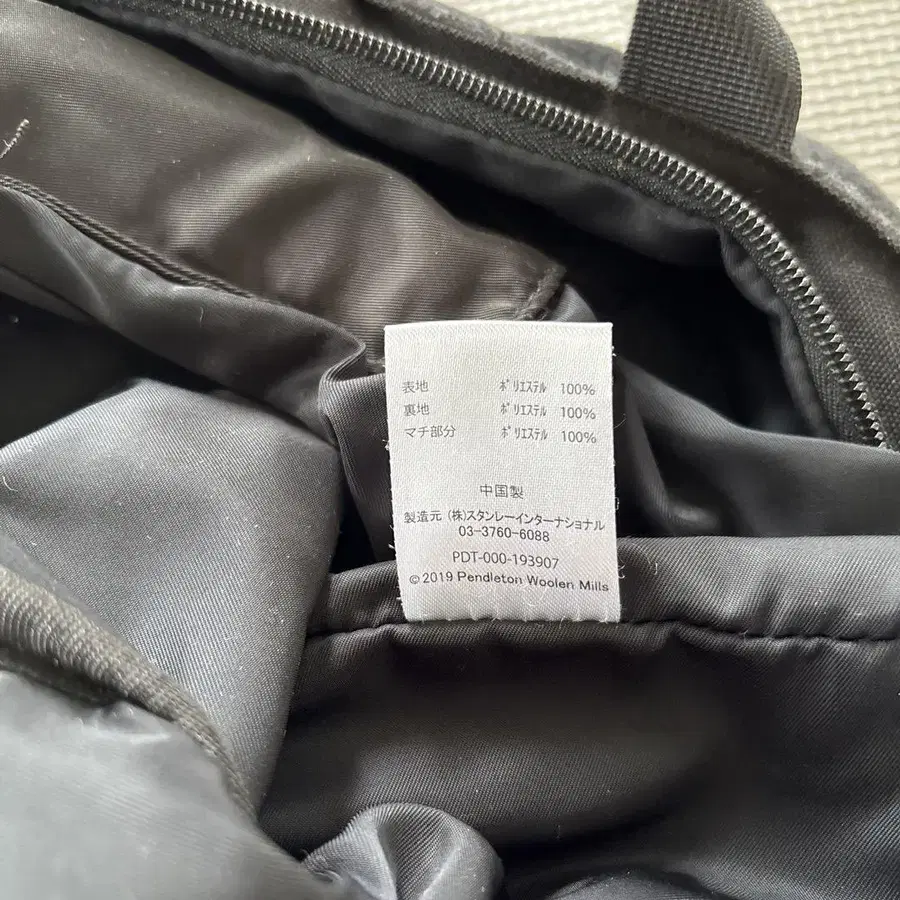 表地 ﾎﾟﾘｴｽﾃﾙ 100%
裏地 ﾎﾟﾘｴｽﾃﾙ 100%
マチ部分 ﾎﾟﾘｴｽﾃﾙ 100%
中国製
製造元 (株)スタンレーインターナショナル
03-3760-6088
PDT-000-193907
©2019 Pendleton Woolen Mills